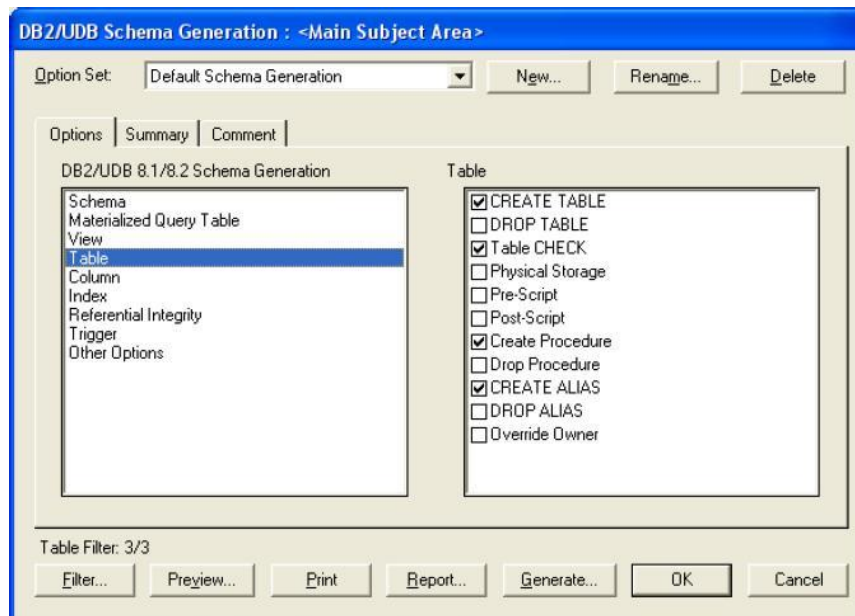 DB2/UDB Schema Generation : <Main Subject Area>
Option Set: Default Schema Generation New... Rename... Delete
Options Summary Comment
DB2/UDB 8.1/8.2 Schema Generation
Schema
Materialized Query Table
View
Table
Column
Index
Referential Integrity
Trigger
Other Options
Table
CREATE TABLE
DROP TABLE
Table CHECK
Physical Storage
Pre-Script
Post-Script
Create Procedure
Drop Procedure
CREATE ALIAS
DROP ALIAS
Override Owner
Table Filter: 3/3
Filter... Preview... Print Report... Generate... OK Cancel